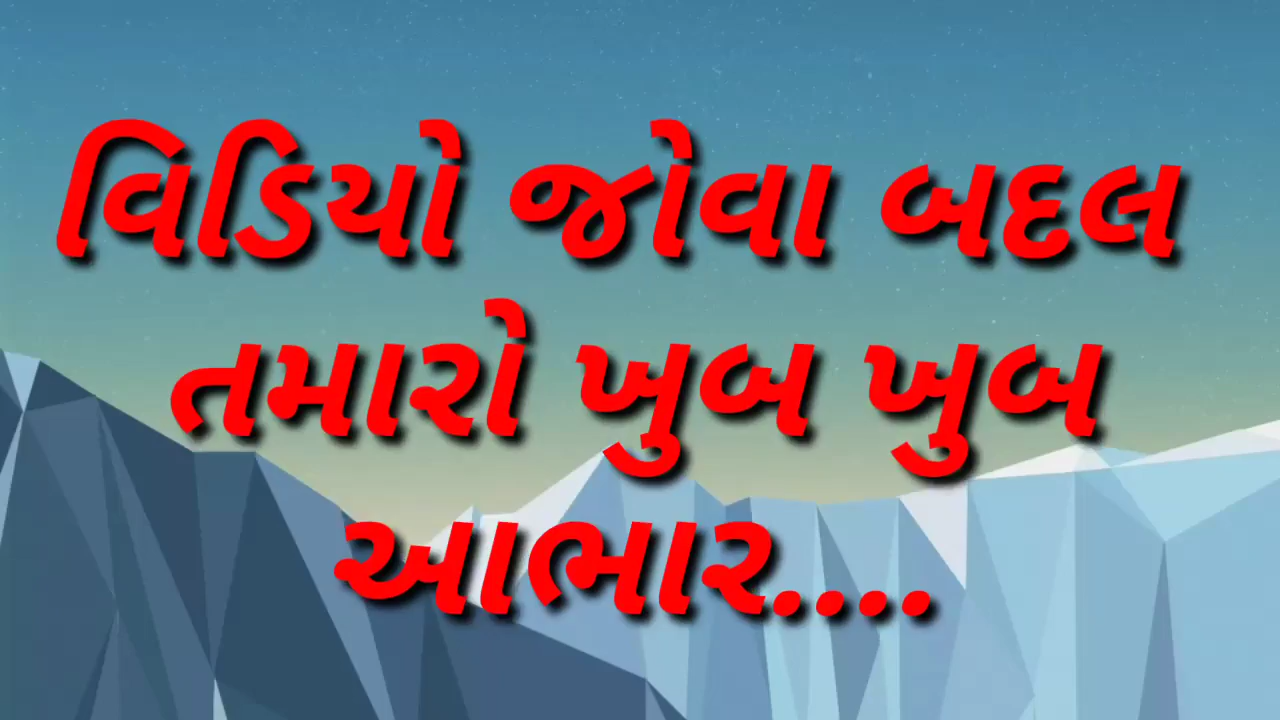 વિડિયો જોવા બદલ
તમારો ખુબ ખુબ
આભાર....